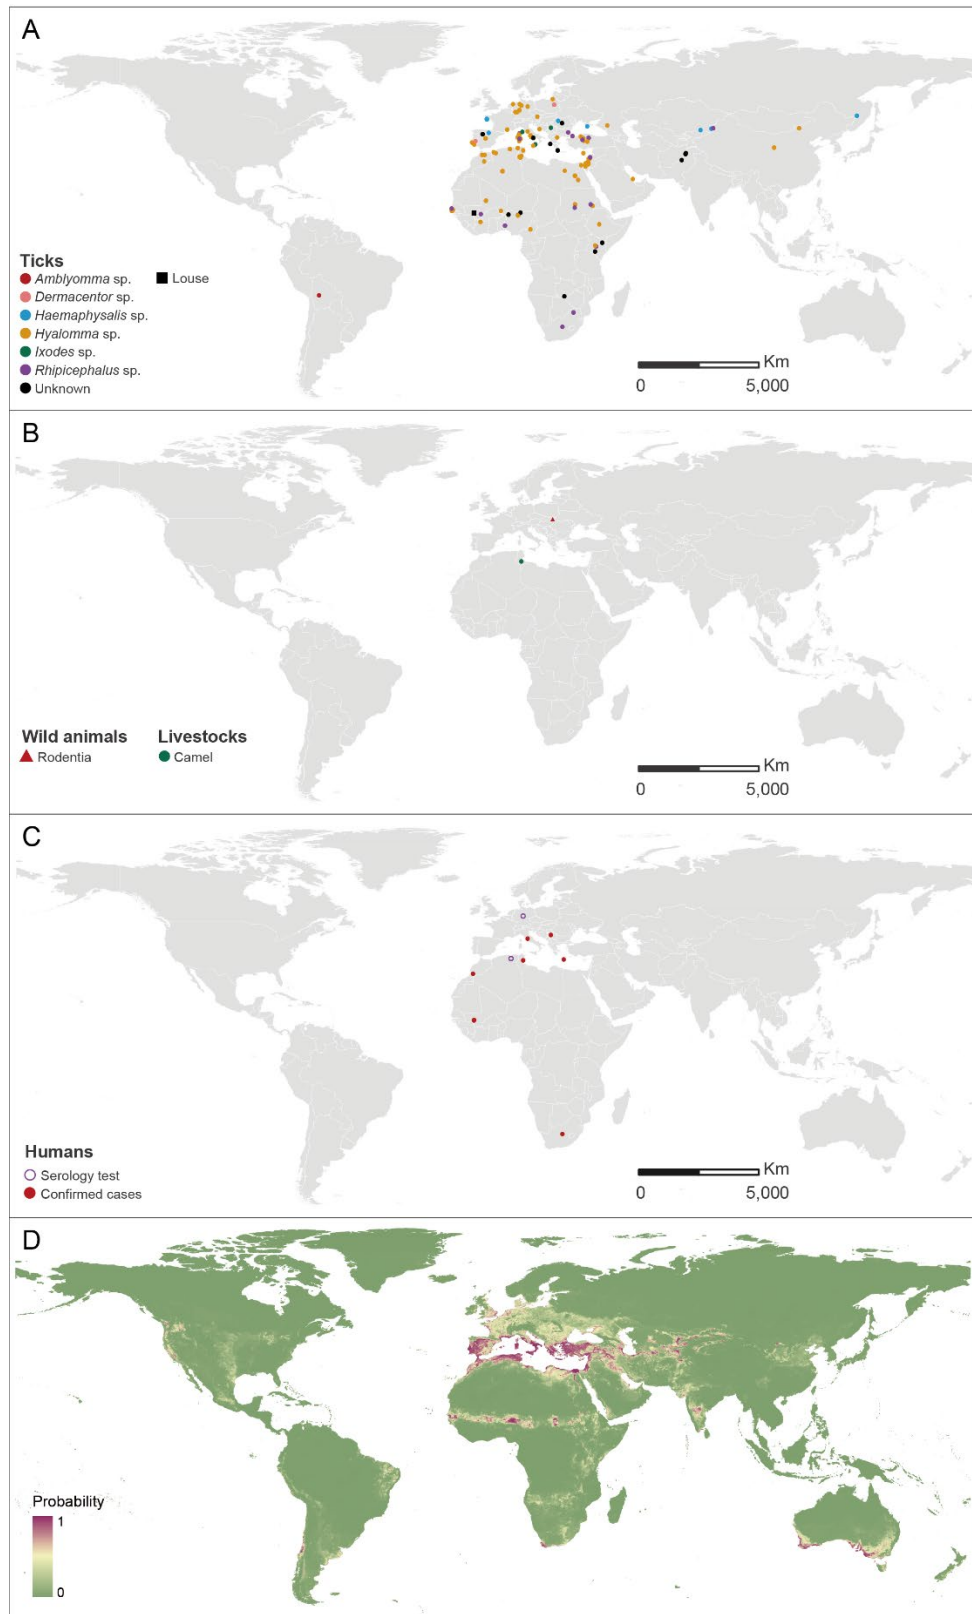 A
Ticks
Amblyomma sp.
Louse
Dermacentor sp.
Haemaphysalis sp.
Hyalomma sp.
Ixodes sp.
Rhipicephalus sp.
Unknown
Km
0 5,000
B
Wild animals Livestocks
Rodentia Camel
Km
0 5,000
C
Humans
Serology test
Confirmed cases
Km
0 5,000
D
Probability
1
0